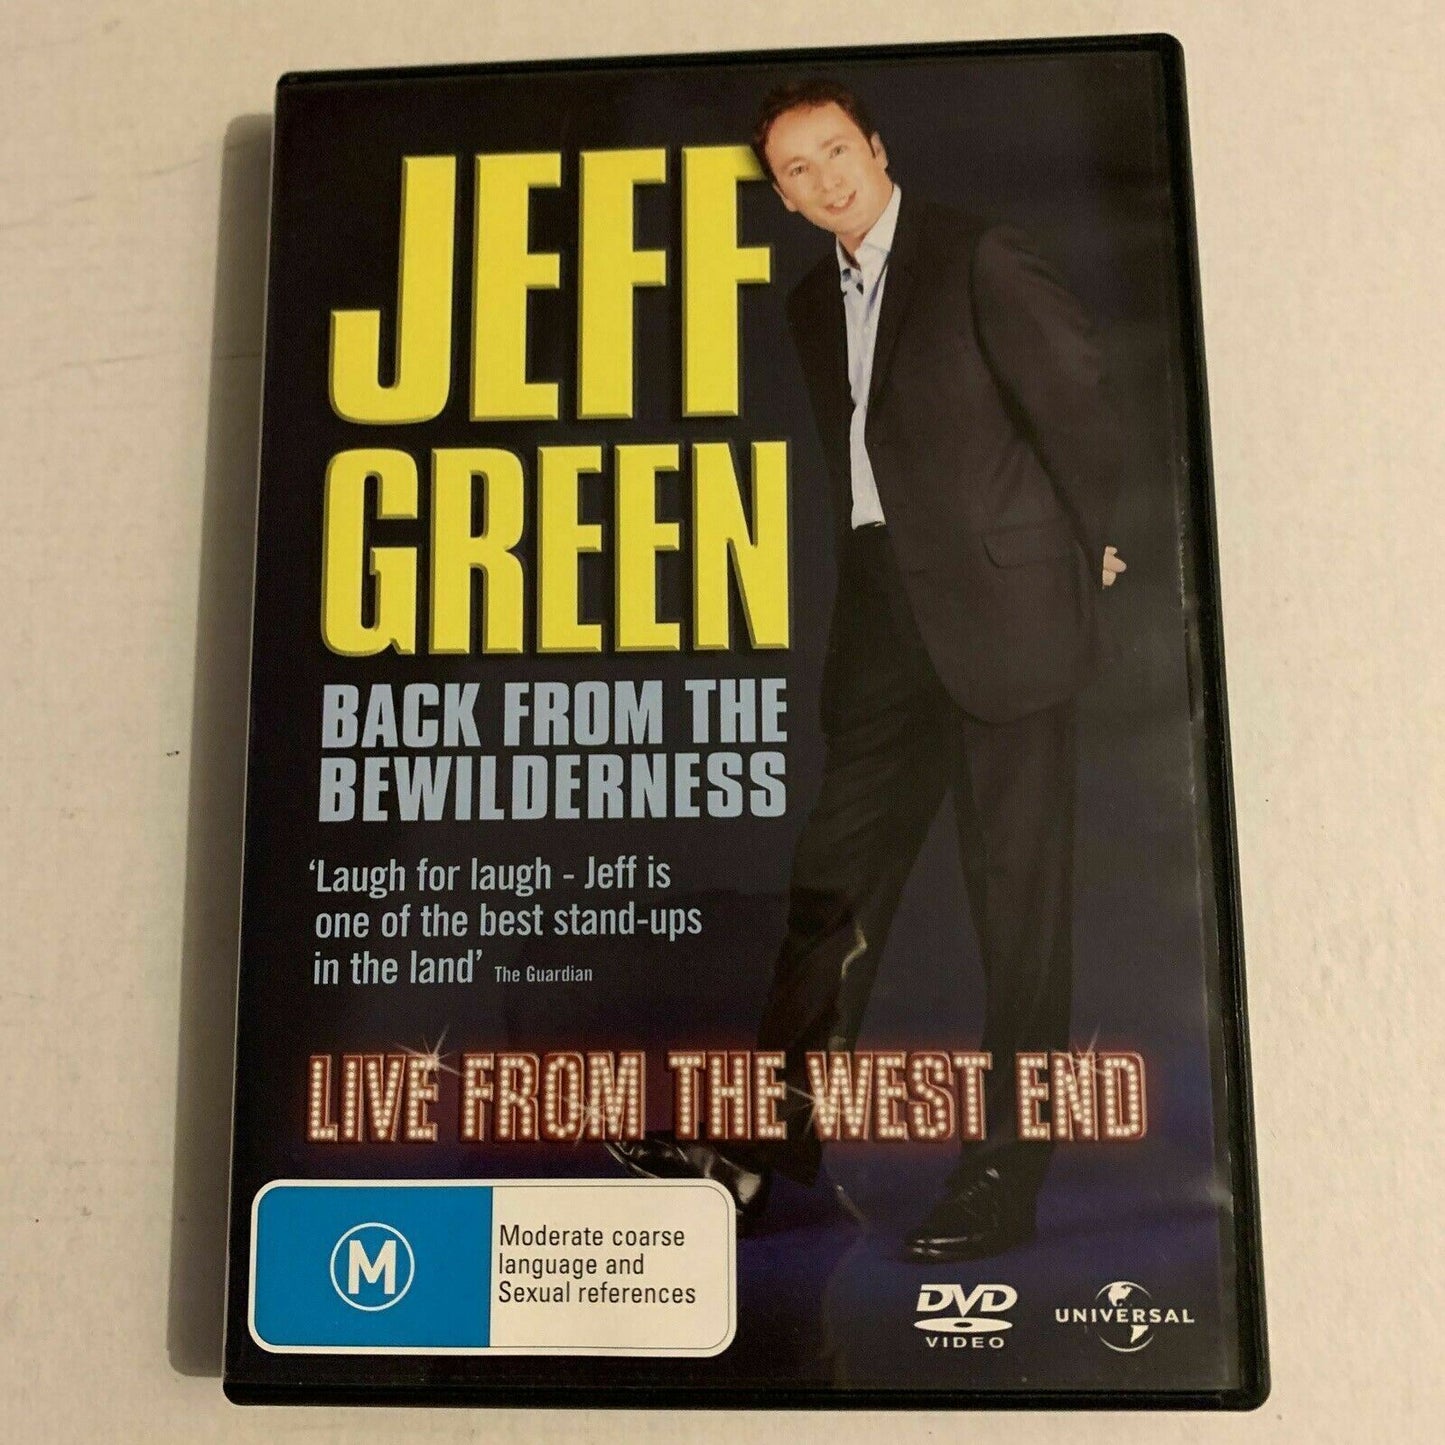 JEFF
GREEN
BACK FROM THE
BEWILDERNESS
‘Laugh for laugh - Jeff is
one of the best stand-ups
in the land’ The Guardian
LIVE FROM THE WEST END
M
Moderate coarse
language and
Sexual references
DVD
VIDEO
UNIVERSAL